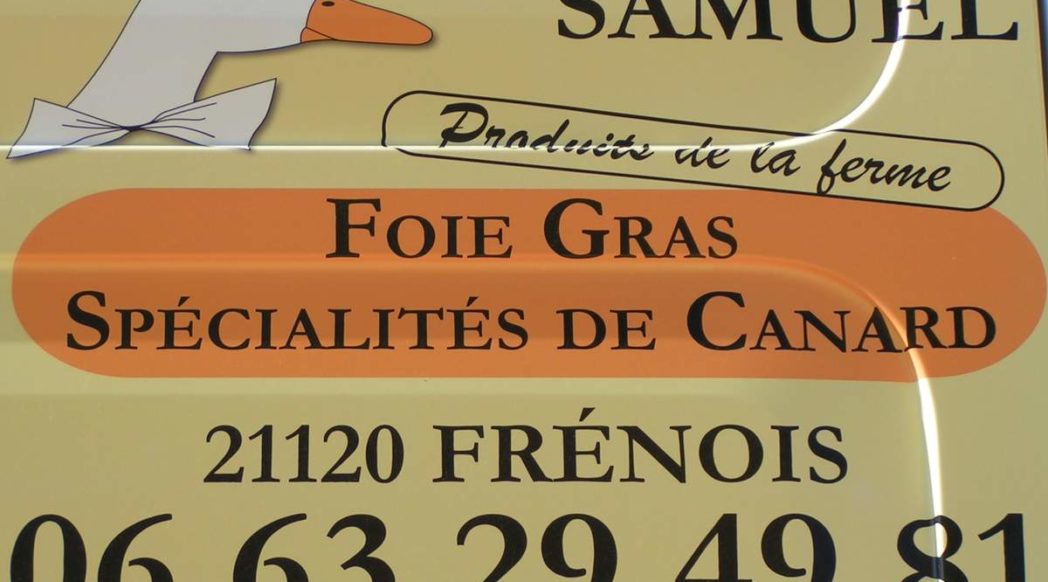 SAMUEL
Produits de la ferme
FOIE GRAS
SPÉCIALITÉS DE CANARD
21120 FRÉNOIS
06 63 29 49 81